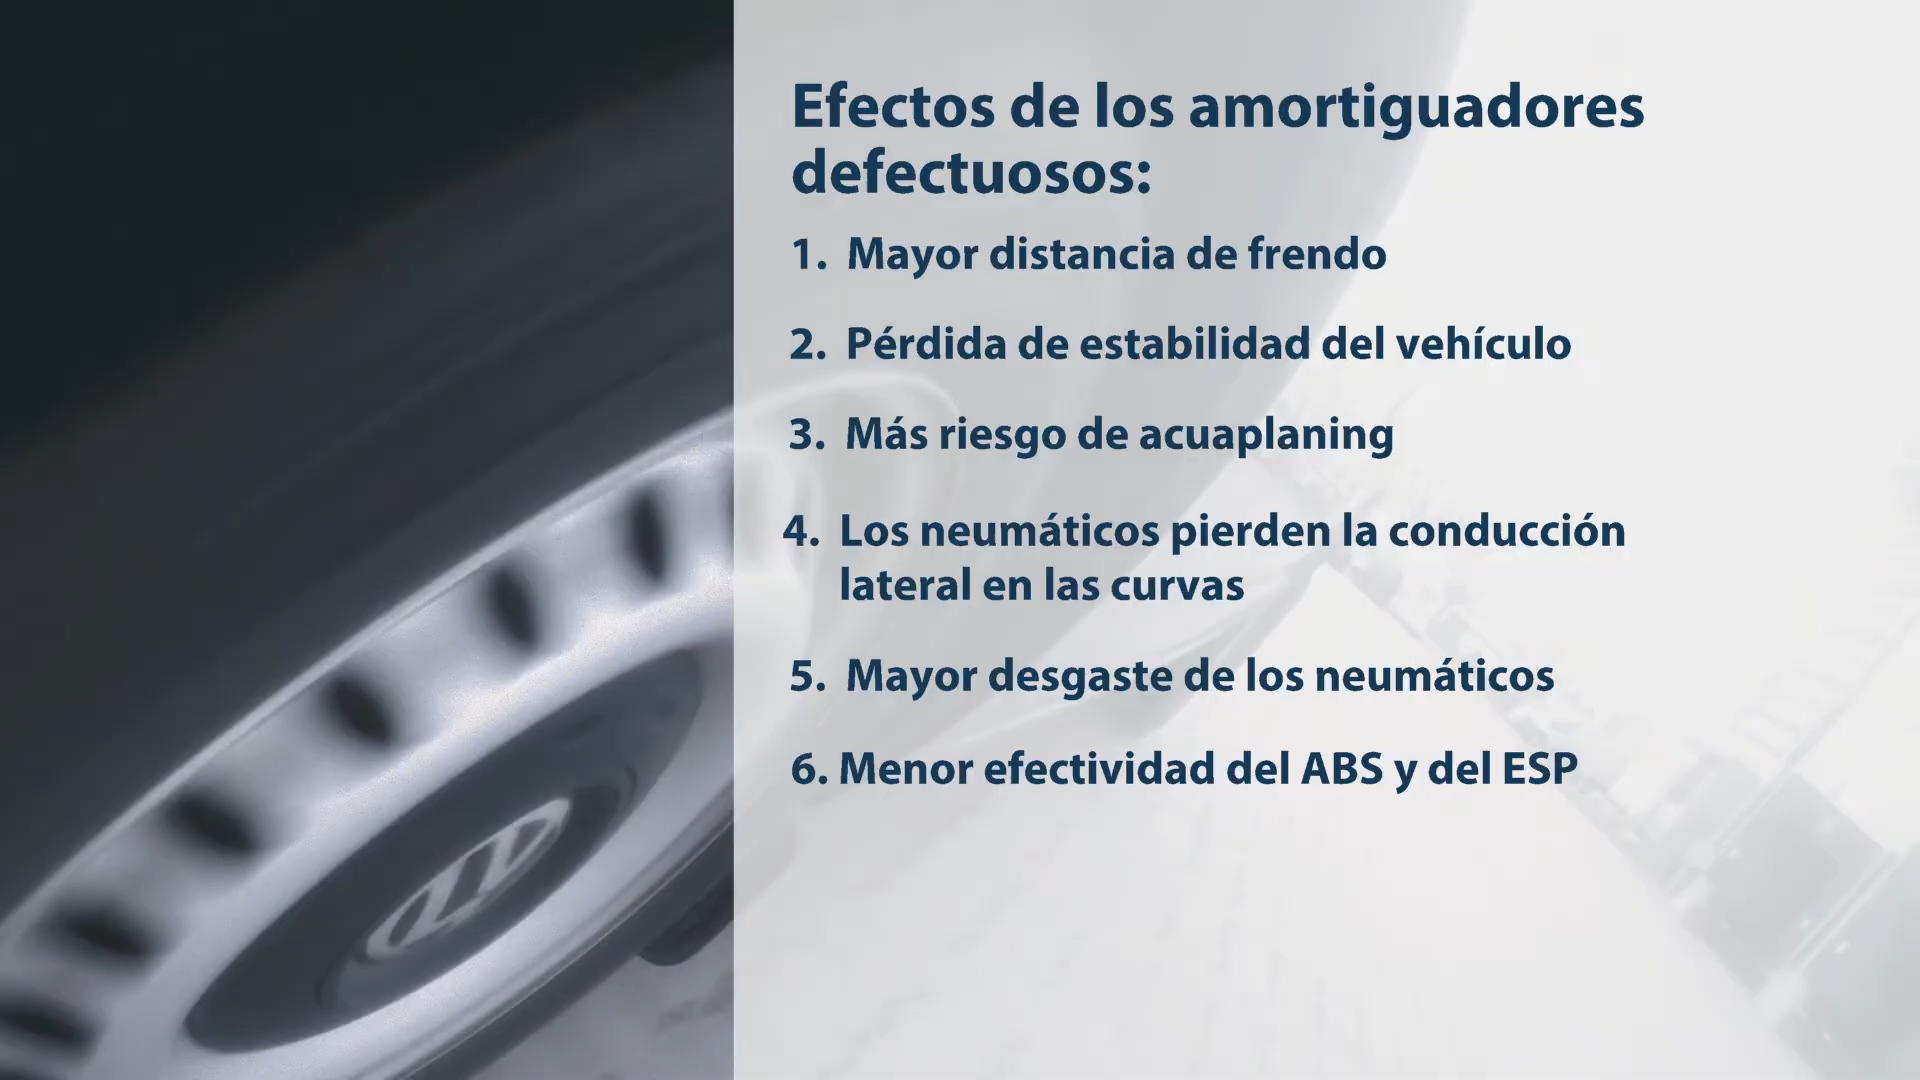 Efectos de los amortiguadores
defectuosos:
1. Mayor distancia de frendo
2. Pérdida de estabilidad del vehículo
3. Más riesgo de acuaplaning
4. Los neumáticos pierden la conducción
lateral en las curvas
5. Mayor desgaste de los neumáticos
6. Menor efectividad del ABS y del ESP